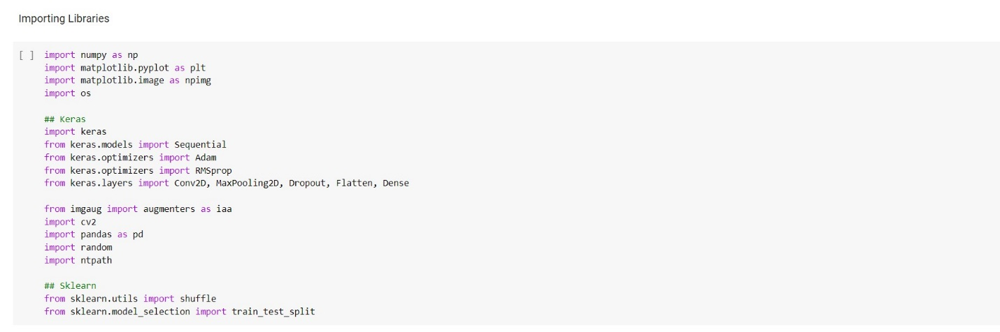 Importing Libraries
[ ] import numpy as np
import matplotlib.pyplot as plt
import matplotlib.image as npimg
import os
## Keras
import keras
from keras.models import Sequential
from keras.optimizers import Adam
from keras.optimizers import RMSprop
from keras.layers import Conv2D, MaxPooling2D, Dropout, Flatten, Dense
from imgaug import augmenters as iaa
import cv2
import pandas as pd
import random
import ntpath
## Sklearn
from sklearn.utils import shuffle
from sklearn.model_selection import train_test_split